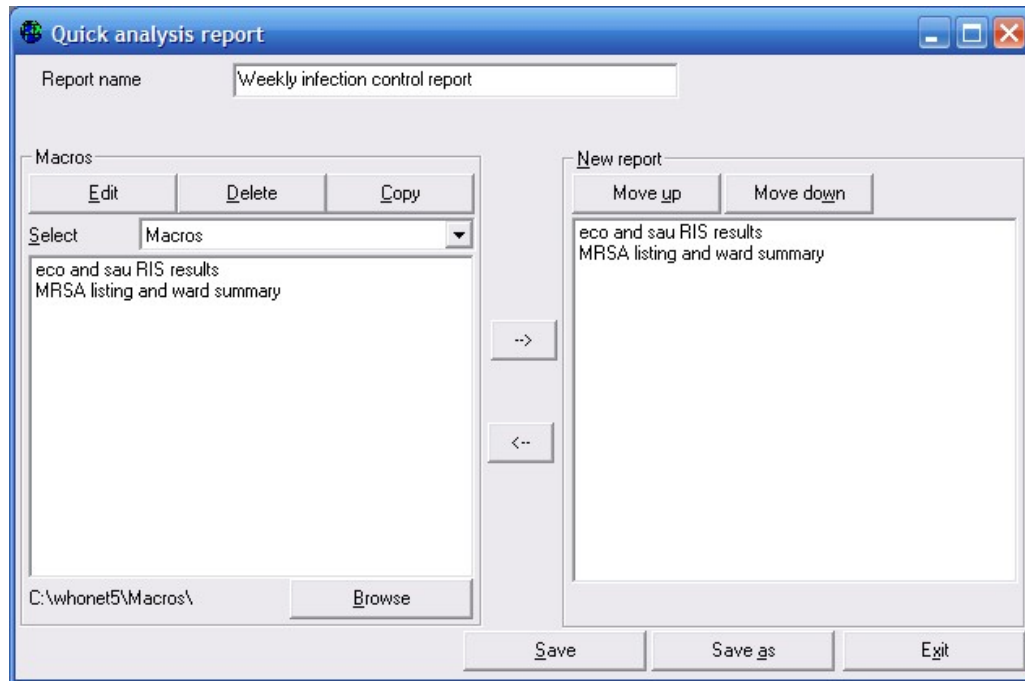 Quick analysis report
Report name Weekly infection control report
Macros
Edit Delete Copy
Select Macros
eco and sau RIS results
MRSA listing and ward summary
C:\whonet5\Macros\ Browse
-->
<--
New report
Move up Move down
eco and sau RIS results
MRSA listing and ward summary
Save Save as Exit